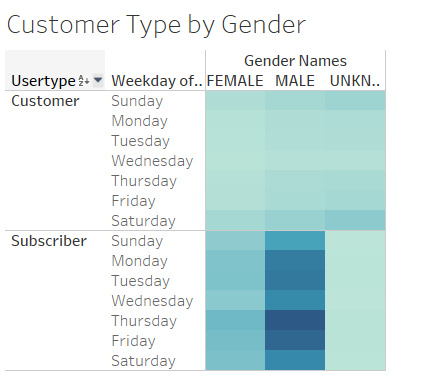 Customer Type by Gender
Gender Names
Usertype Weekday of.. FEMALE MALE UNKN..
Customer Sunday
Monday
Tuesday
Wednesday
Thursday
Friday
Saturday
Subscriber Sunday
Monday
Tuesday
Wednesday
Thursday
Friday
Saturday